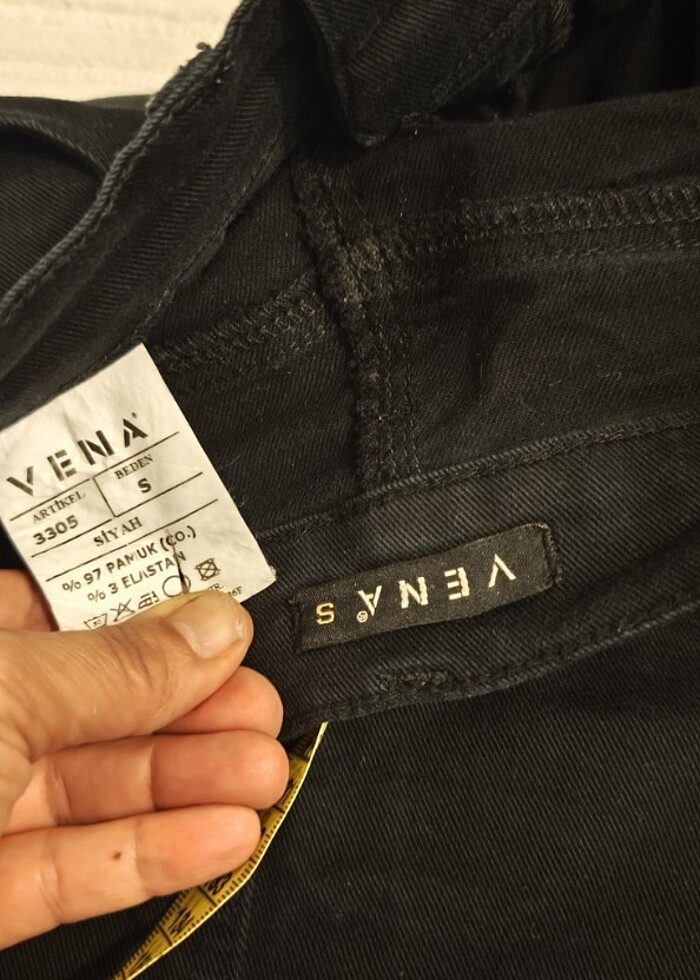 VENA
ARTİKEL BEDEN
3305 S
SİYAH
% 97 PAMUK (CO.)
% 3 ELASTAN
VENA® S